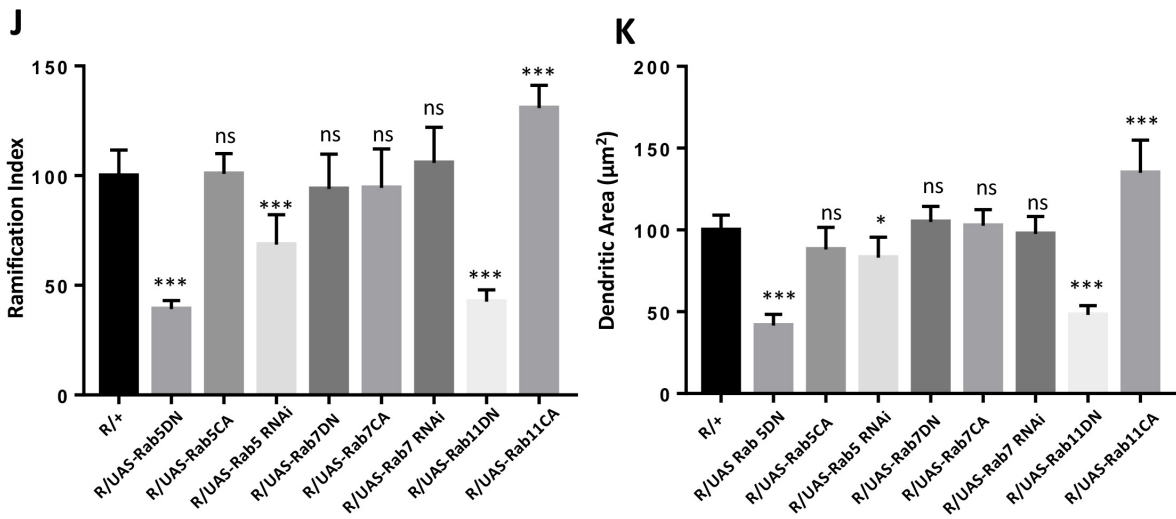 J
Ramification Index
150
100
50
0
***
ns
***
ns
ns
ns
***
***
R/+
R/UAS-Rab5DN
R/UAS-Rab5CA
R/UAS-Rab5 RNAi
R/UAS-Rab7DN
R/UAS-Rab7CA
R/UAS-Rab7 RNAi
R/UAS-Rab11DN
R/UAS-Rab11CA
K
Dendritic Area (μm²)
200
150
100
50
0
***
ns
*
ns
ns
ns
***
***
R/+
R/UAS Rab 5DN
R/UAS-Rab5CA
R/UAS-Rab5 RNAi
R/UAS-Rab7DN
R/UAS-Rab7CA
R/UAS-Rab7 RNAi
R/UAS-Rab11DN
R/UAS-Rab11CA